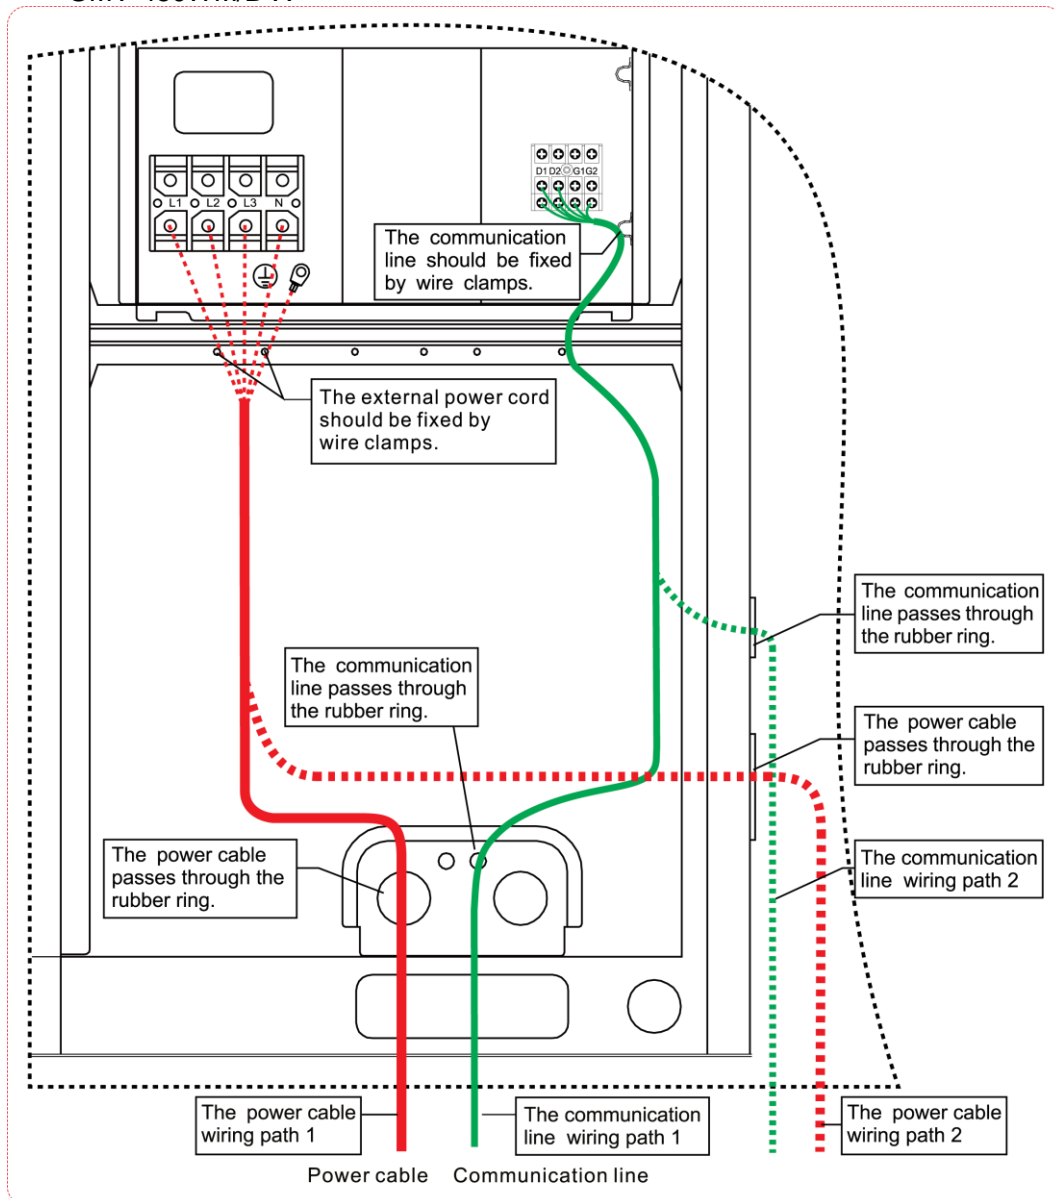 D1 D2 G1G2
L1 L2 L3 N
The communication
line should be fixed
by wire clamps.
The external power cord
should be fixed by
wire clamps.
The communication
line passes through
the rubber ring.
The communication
line passes through
the rubber ring.
The power cable
passes through the
rubber ring.
The power cable
passes through the
rubber ring.
The communication
line wiring path 2
The power cable
wiring path 1
The communication
line wiring path 1
The power cable
wiring path 2
Power cable Communication line